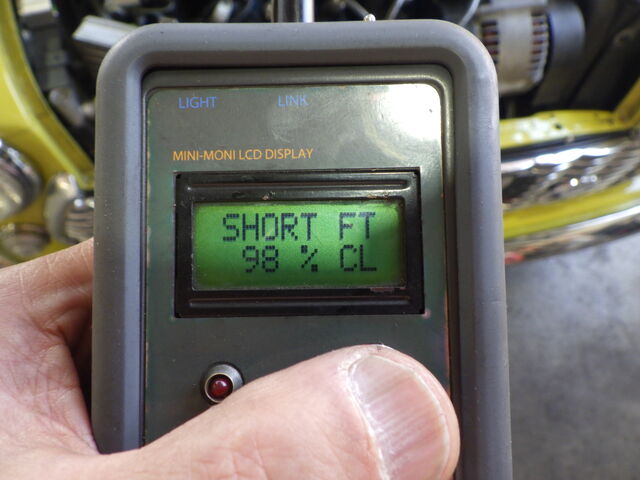 LIGHT LINK
MINI-MONI LCD DISPLAY
SHORT FT
98 % CL